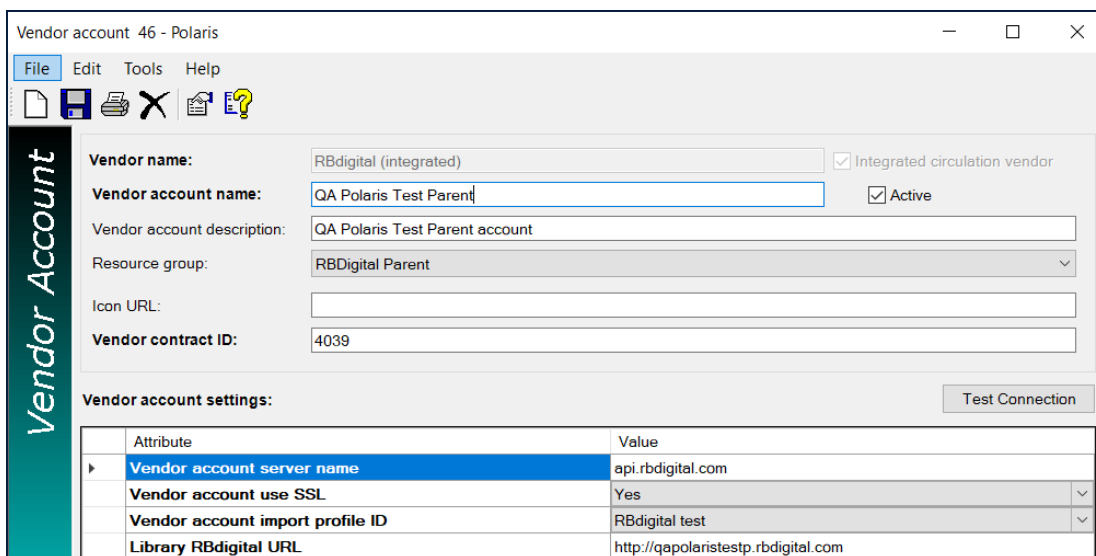 Vendor account 46 - Polaris
File Edit Tools Help
Vendor Account
Vendor name: RBdigital (integrated) Integrated circulation vendor
Vendor account name: QA Polaris Test Parent Active
Vendor account description: QA Polaris Test Parent account
Resource group: RBDigital Parent
Icon URL:
Vendor contract ID: 4039
Vendor account settings: Test Connection
Attribute Value
Vendor account server name api.rbdigital.com
Vendor account use SSL Yes
Vendor account import profile ID RBdigital test
Library RBdigital URL http://qapolaristestp.rbdigital.com